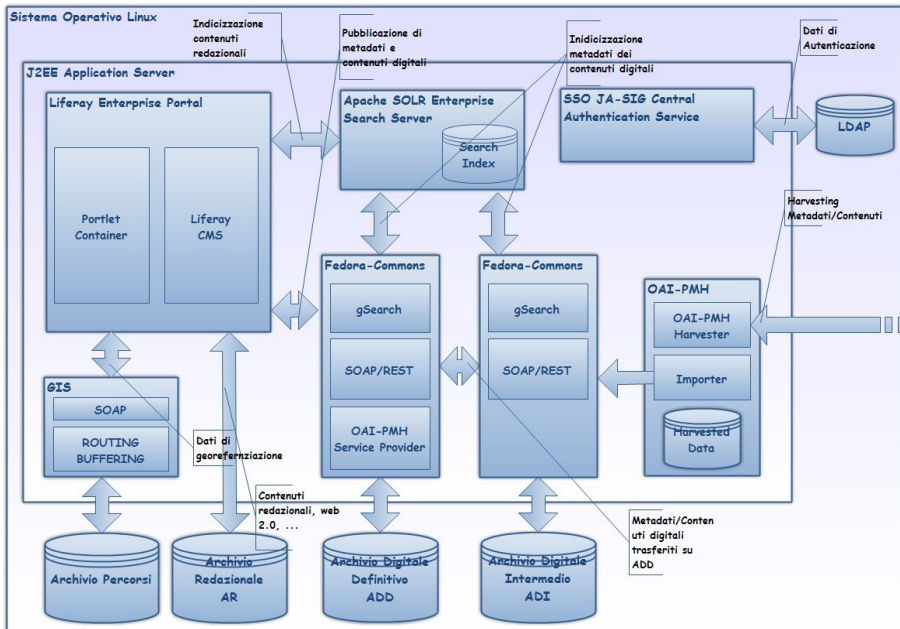 Sistema Operativo Linux
Indicizzazione
contenuti
redazionali
Pubblicazione di
metadati e
contenuti digitali
Inidicizzazione
metadati dei
contenuti digitali
Dati di
Autenticazione
J2EE Application Server
Liferay Enterprise Portal
Portlet
Container
Liferay
CMS
Apache SOLR Enterprise
Search Server
Search
Index
SSO JA-SIG Central
Authentication Service
LDAP
Harvesting
Metadati/Contenuti
Fedora-Commons
gSearch
SOAP/REST
OAI-PMH
Service Provider
Fedora-Commons
gSearch
SOAP/REST
OAI-PMH
OAI-PMH
Harvester
Importer
Harvested
Data
GIS
SOAP
ROUTING
BUFFERING
Dati di
georefernziazione
Contenuti
redazionali, web
2.0, ...
Metadati/Conten
uti digitali
trasferiti su
ADD
Archivio Percorsi
Archivio
Redazionale
AR
Archivio Digitale
Definitivo
ADD
Archivio Digitale
Intermedio
ADI